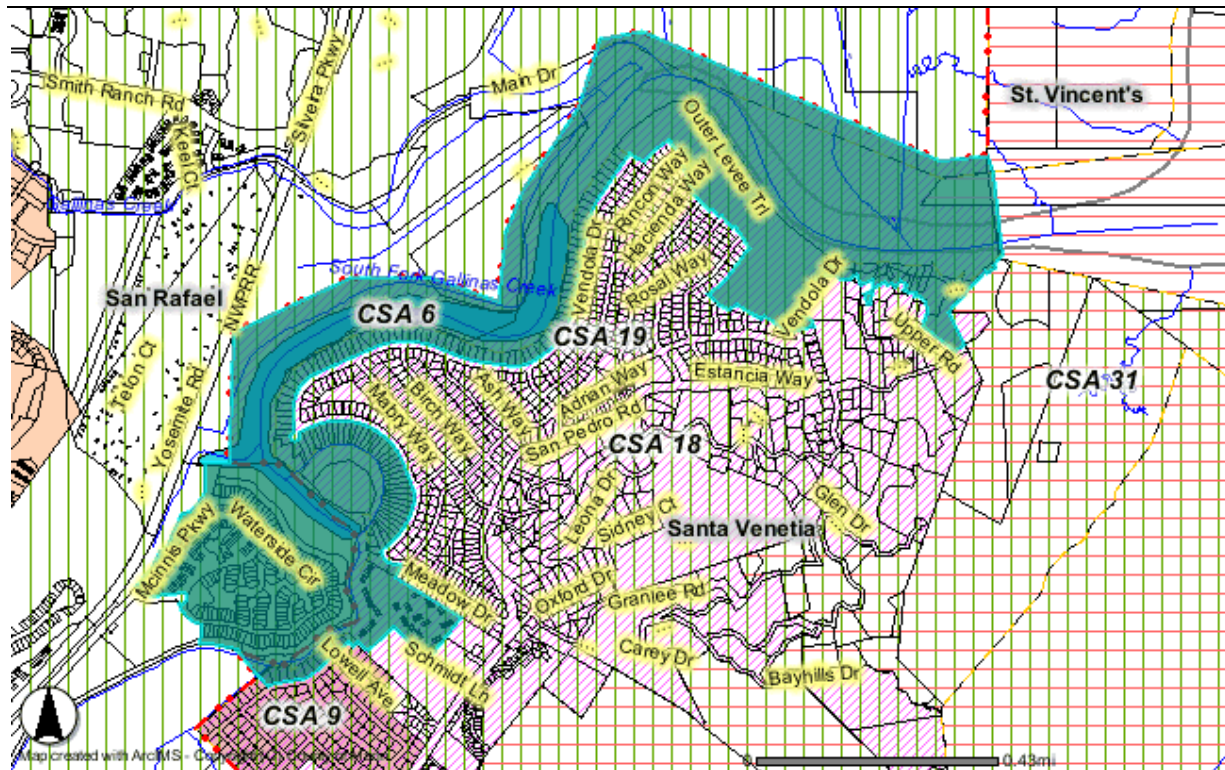 Smith Ranch Rd
Keel Ct
Silvera Pkwy
Main Dr
St. Vincent's
Outer Levee Trl
Gallinas Creek
Rincon Way
Hacienda Way
Vendola Dr
Rosal Way
South Fork Gallinas Creek
San Rafael
NWPRR
CSA 6
CSA 19
Vendola Dr
Upper Rd
Teton Ct
Yosemite Rd
Mabry Way
Birch Way
Ash Way
Adrian Way
Estancia Way
CSA 31
San Pedro Rd
CSA 18
Leona Dr
Sidney Ct
Santa Venetia
Glen Dr
McInnis Pkwy
Waterside Cir
Meadow Dr
Oxford Dr
Granlee Rd
Lowell Ave
Schmidt Ln
Carey Dr
Bayhills Dr
CSA 9
Map created with ArcIMS -
0
0.43mi